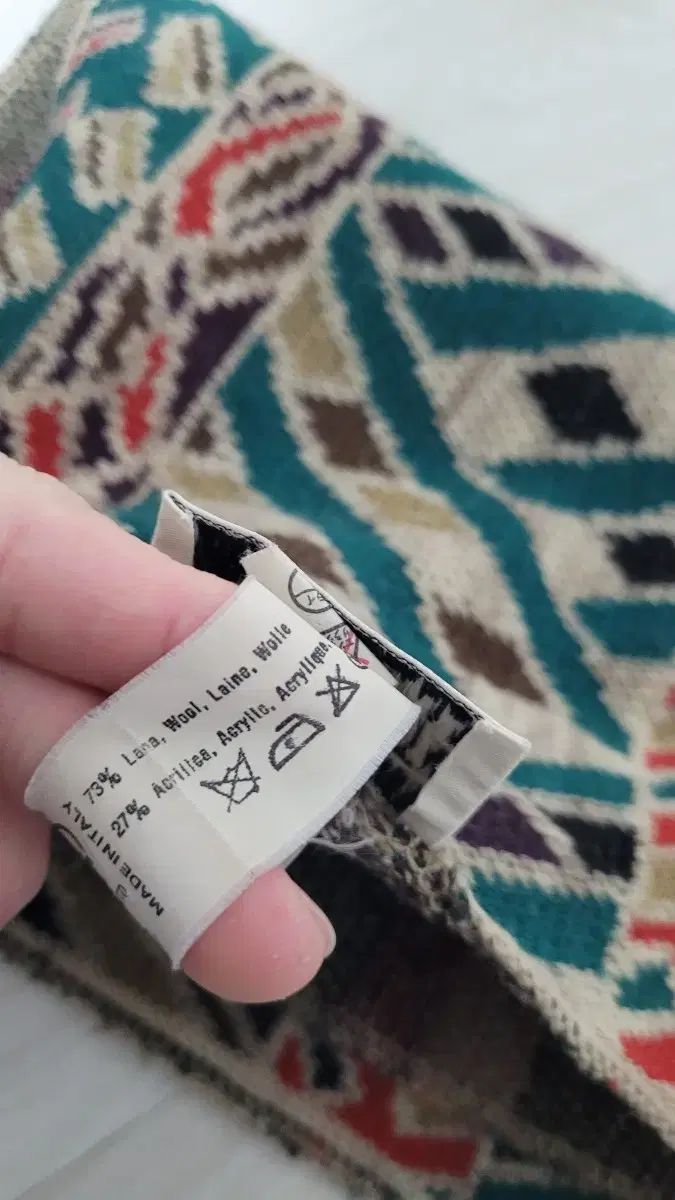 73% Lana, Wool, Laine, Wolle
27% Acrilica, Acrylic, Acrylique,
MADE IN ITALY